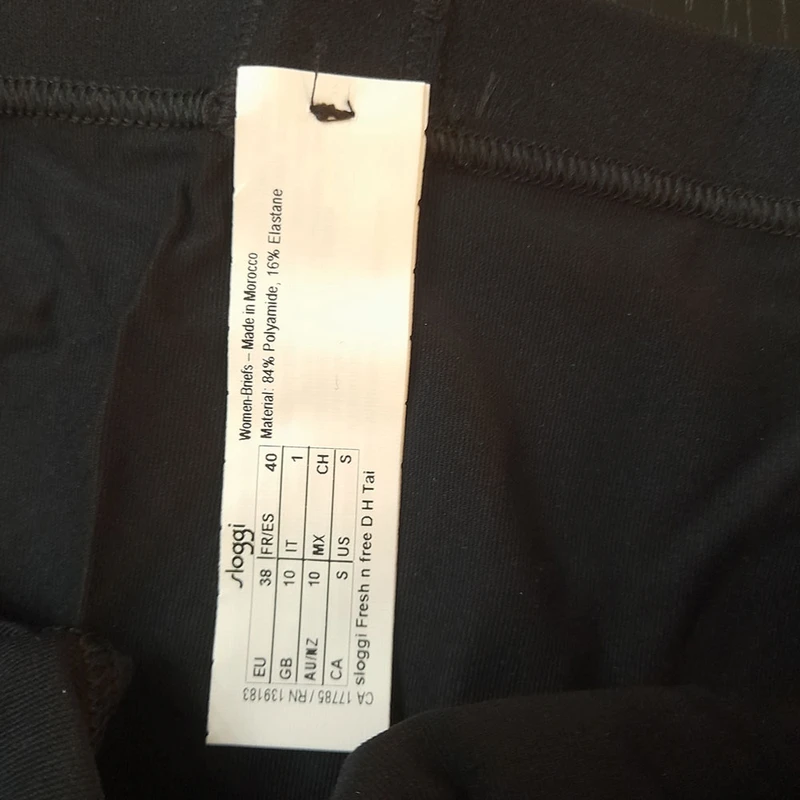 sloggi
Women-Briefs – Made in Morocco
Material: 84% Polyamide, 16% Elastane
EU 38 FR/ES 40
GB 10 IT 1
AU/NZ 10 MX CH
CA S US S
sloggi Fresh n free D H Tai
CA 17785 / RN 139183